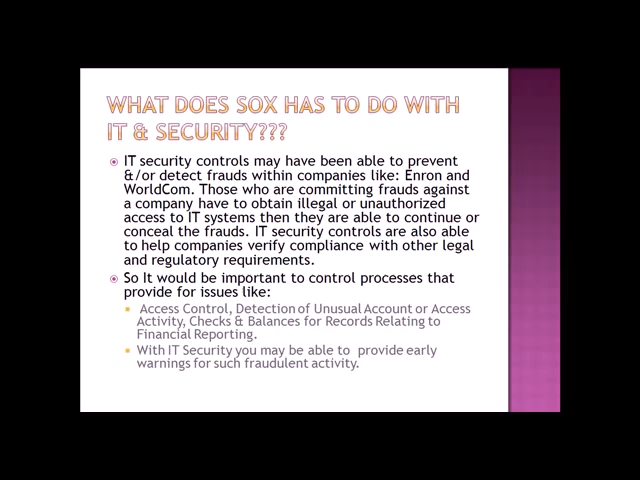 WHAT DOES SOX HAS TO DO WITH
IT & SECURITY???
IT security controls may have been able to prevent
&/or detect frauds within companies like: Enron and
WorldCom. Those who are committing frauds against
a company have to obtain illegal or unauthorized
access to IT systems then they are able to continue or
conceal the frauds. IT security controls are also able
to help companies verify compliance with other legal
and regulatory requirements.
So It would be important to control processes that
provide for issues like:
Access Control, Detection of Unusual Account or Access
Activity, Checks & Balances for Records Relating to
Financial Reporting.
With IT Security you may be able to provide early
warnings for such fraudulent activity.